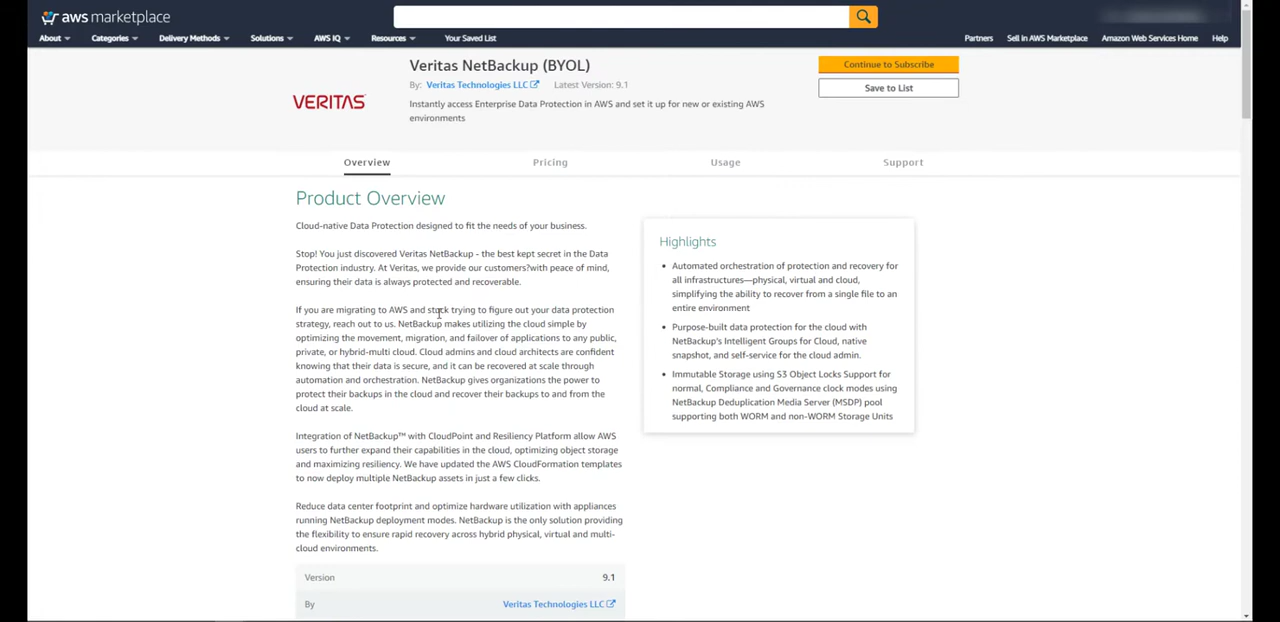 aws marketplace
About Categories Delivery Methods Solutions AWS IQ Resources Your Saved List Partners Sell in AWS Marketplace Amazon Web Services Home Help
VERITAS
Veritas NetBackup (BYOL)
By: Veritas Technologies LLC Latest Version: 9.1
Instantly access Enterprise Data Protection in AWS and set it up for new or existing AWS
environments
Continue to Subscribe
Save to List
Overview Pricing Usage Support
Product Overview
Cloud-native Data Protection designed to fit the needs of your business.
Stop! You just discovered Veritas NetBackup - the best kept secret in the Data
Protection industry. At Veritas, we provide our customers?with peace of mind,
ensuring their data is always protected and recoverable.
If you are migrating to AWS and stuck trying to figure out your data protection
strategy, reach out to us. NetBackup makes utilizing the cloud simple by
optimizing the movement, migration, and failover of applications to any public,
private, or hybrid-multi cloud. Cloud admins and cloud architects are confident
knowing that their data is secure, and it can be recovered at scale through
automation and orchestration. NetBackup gives organizations the power to
protect their backups in the cloud and recover their backups to and from the
cloud at scale.
Integration of NetBackup™ with CloudPoint and Resiliency Platform allow AWS
users to further expand their capabilities in the cloud, optimizing object storage
and maximizing resiliency. We have updated the AWS CloudFormation templates
to now deploy multiple NetBackup assets in just a few clicks.
Reduce data center footprint and optimize hardware utilization with appliances
running NetBackup deployment modes. NetBackup is the only solution providing
the flexibility to ensure rapid recovery across hybrid physical, virtual and multi-
cloud environments.
Version 9.1
By Veritas Technologies LLC
Highlights
• Automated orchestration of protection and recovery for
all infrastructures—physical, virtual and cloud,
simplifying the ability to recover from a single file to an
entire environment
• Purpose-built data protection for the cloud with
NetBackup's Intelligent Groups for Cloud, native
snapshot, and self-service for the cloud admin.
• Immutable Storage using S3 Object Locks Support for
normal, Compliance and Governance clock modes using
NetBackup Deduplication Media Server (MSDP) pool
supporting both WORM and non-WORM Storage Units